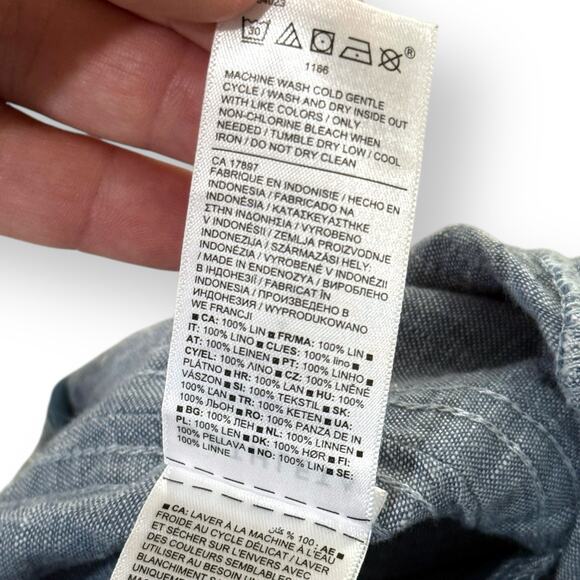 30
®
1186
MACHINE WASH COLD GENTLE
CYCLE / WASH AND DRY INSIDE OUT
WITH LIKE COLORS / ONLY
NON-CHLORINE BLEACH WHEN
NEEDED / TUMBLE DRY LOW / COOL
IRON / DO NOT DRY CLEAN
CA 17897
FABRIQUE EN INDONISIE / HECHO EN
INDONESIA / FABRICADO NA
INDONÉSIA / ΚΑΤΑΣΚΕΥΑΣΤΗΚΕ
ΣΤΗΝ ΙΝΔΟΝΗΣΙΑ / VYROBENO
V INDONÉSII / ZEMLJA PROIZVODNJE
INDONEZIJA / SZÁRMAZÁSI HELY:
INDONÉZIA / VYROBENÉ V INDONÉZII
/ MADE IN ENDENOZYA / ВИРОБЛЕНО
В ІНДОНЕЗІЇ / FABRICAT ÎN
INDONEZIA / ПРОИЗВЕДЕНО В
ИНДОНЕЗИЯ / WYPRODUKOWANO
WE FRANCJI
■ CA: 100% LIN ■ FR/MA: 100% LIN ■
IT: 100% LINO ■ CL/ES: 100% lino ■
AT: 100% LEINEN ■ PT: 100% LINHO ■
CY/EL: 100% ΛΙΝΟ ■ CZ: 100% LNĚNÉ
PLÁTNO ■ HR: 100% LAN ■ HU: 100%
VÁSZON ■ SI: 100% TEKSTIL ■ SK:
100% ĽAN ■ TR: 100% KETEN ■ UA:
100% ЛЬОН ■ RO: 100% PANZA DE IN
■ BG: 100% ЛЕН ■ NL: 100% LINNEN ■
PL: 100% LEN ■ DK: 100% HØR ■ FI:
100% PELLAVA ■ NO: 100% LIN ■ SE:
100% LINNE
■ CA: LAVER À LA MACHINE À L'EAU
FROIDE AU CYCLE DÉLICAT / LAVER
ET SÉCHER SUR L'ENVERS AVEC
DES COULEURS SEMBLABLES
UTILISER AU BESOIN UN
BLANCHIMENT S